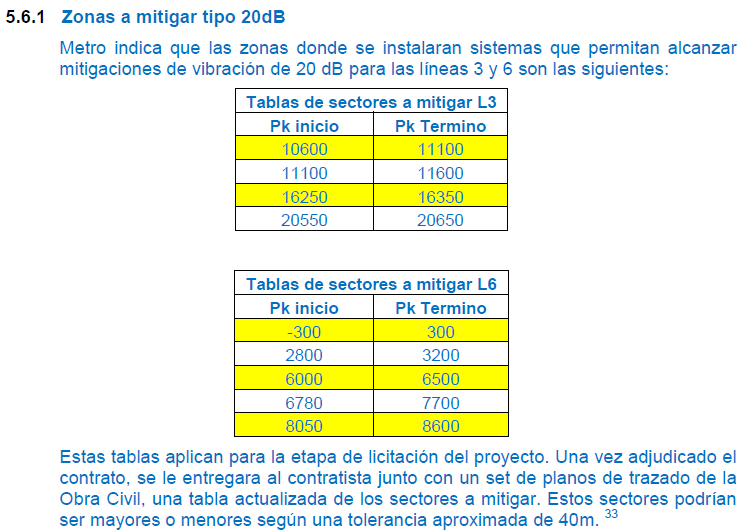 5.6.1 Zonas a mitigar tipo 20dB
Metro indica que las zonas donde se instalaran sistemas que permitan alcanzar
mitigaciones de vibración de 20 dB para las líneas 3 y 6 son las siguientes:
Tablas de sectores a mitigar L3
Pk inicio Pk Termino
10600 11100
11100 11600
16250 16350
20550 20650
Tablas de sectores a mitigar L6
Pk inicio Pk Termino
-300 300
2800 3200
6000 6500
6780 7700
8050 8600
Estas tablas aplican para la etapa de licitación del proyecto. Una vez adjudicado el
contrato, se le entregara al contratista junto con un set de planos de trazado de la
Obra Civil, una tabla actualizada de los sectores a mitigar. Estos sectores podrían
ser mayores o menores según una tolerancia aproximada de 40m. 33